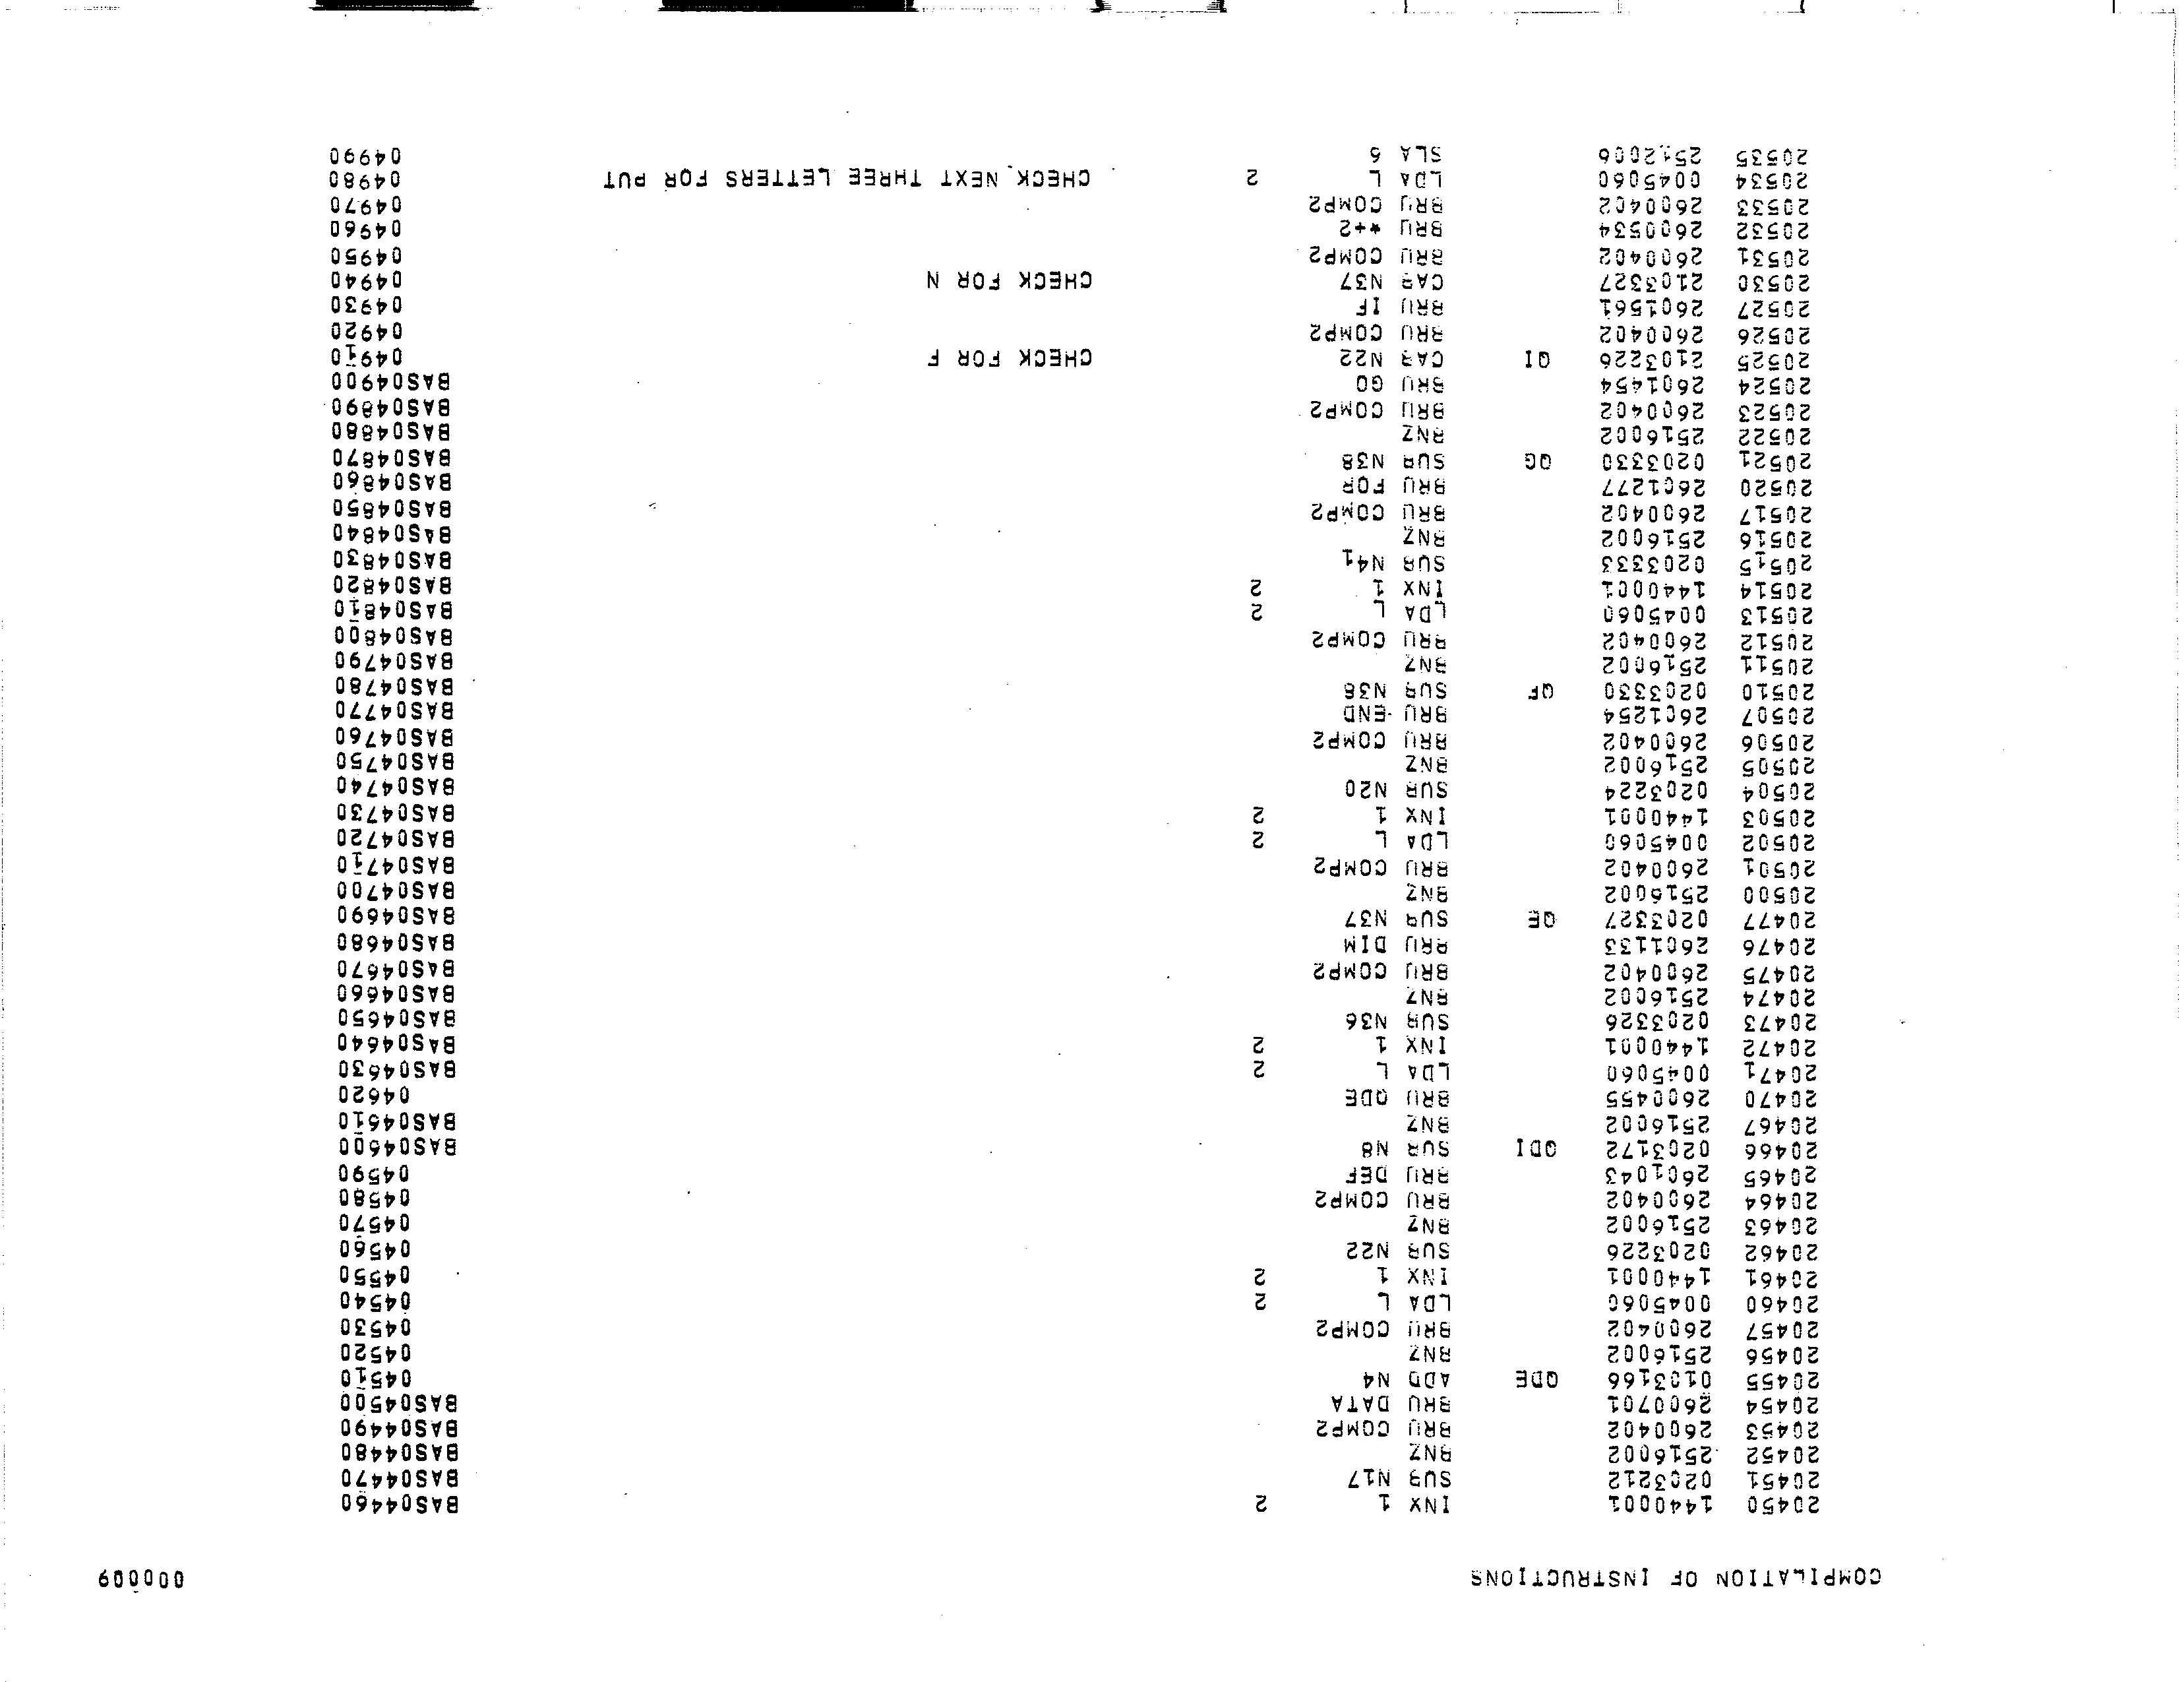 COMPILATION OF INSTRUCTIONS 000009
20450 1440001 INX 1 2 BAS04460
20451 0203212 SUB N17 BAS04470
20452 2516002 BNZ BAS04480
20453 2600402 BRU COMP2 BAS04490
20454 2600701 BRU DATA BAS04500
20455 0103166 QDE ADD N4 04510
20456 2516002 BNZ 04520
20457 2600402 BRU COMP2 04530
20460 0045060 LDA L 2 04540
20461 1440001 INX 1 2 04550
20462 0203226 SUB N22 04560
20463 2516002 BNZ 04570
20464 2600402 BRU COMP2 04580
20465 2601043 BRU DEF 04590
20466 0203172 QDI SUB N8 BAS04600
20467 2516002 BNZ BAS04610
20470 2600455 BRU QDE 04620
20471 0045060 LDA L 2 BAS04630
20472 1440001 INX 1 2 BAS04640
20473 0203326 SUB N36 BAS04650
20474 2516002 BNZ BAS04660
20475 2600402 BRU COMP2 BAS04670
20476 2601133 BRU DIM BAS04680
20477 0203327 QE SUB N37 BAS04690
20500 2516002 BNZ BAS04700
20501 2600402 BRU COMP2 BAS04710
20502 0045060 LDA L 2 BAS04720
20503 1440001 INX 1 2 BAS04730
20504 0203224 SUB N20 BAS04740
20505 2516002 BNZ BAS04750
20506 2600402 BRU COMP2 BAS04760
20507 2601254 BRU END BAS04770
20510 0203330 QF SUB N38 BAS04780
20511 2516002 BNZ BAS04790
20512 2600402 BRU COMP2 BAS04800
20513 0045060 LDA L 2 BAS04810
20514 1440001 INX 1 2 BAS04820
20515 0203333 SUB N41 BAS04830
20516 2516002 BNZ BAS04840
20517 2600402 BRU COMP2 BAS04850
20520 2601277 BRU FOR BAS04860
20521 0203330 QG SUB N38 BAS04870
20522 2516002 BNZ BAS04880
20523 2600402 BRU COMP2 BAS04890
20524 2601454 BRU GO BAS04900
20525 2103226 QI CAB N22 CHECK FOR F 04910
20526 2600402 BRU COMP2 04920
20527 2601561 BRU IF 04930
20530 2103327 CAB N37 CHECK FOR N 04940
20531 2600402 BRU COMP2 04950
20532 2600534 BRU *+2 04960
20533 2600402 BRU COMP2 04970
20534 0045060 LDA L 2 CHECK NEXT THREE LETTERS FOR PUT 04980
20535 2512006 SLA 6 04990